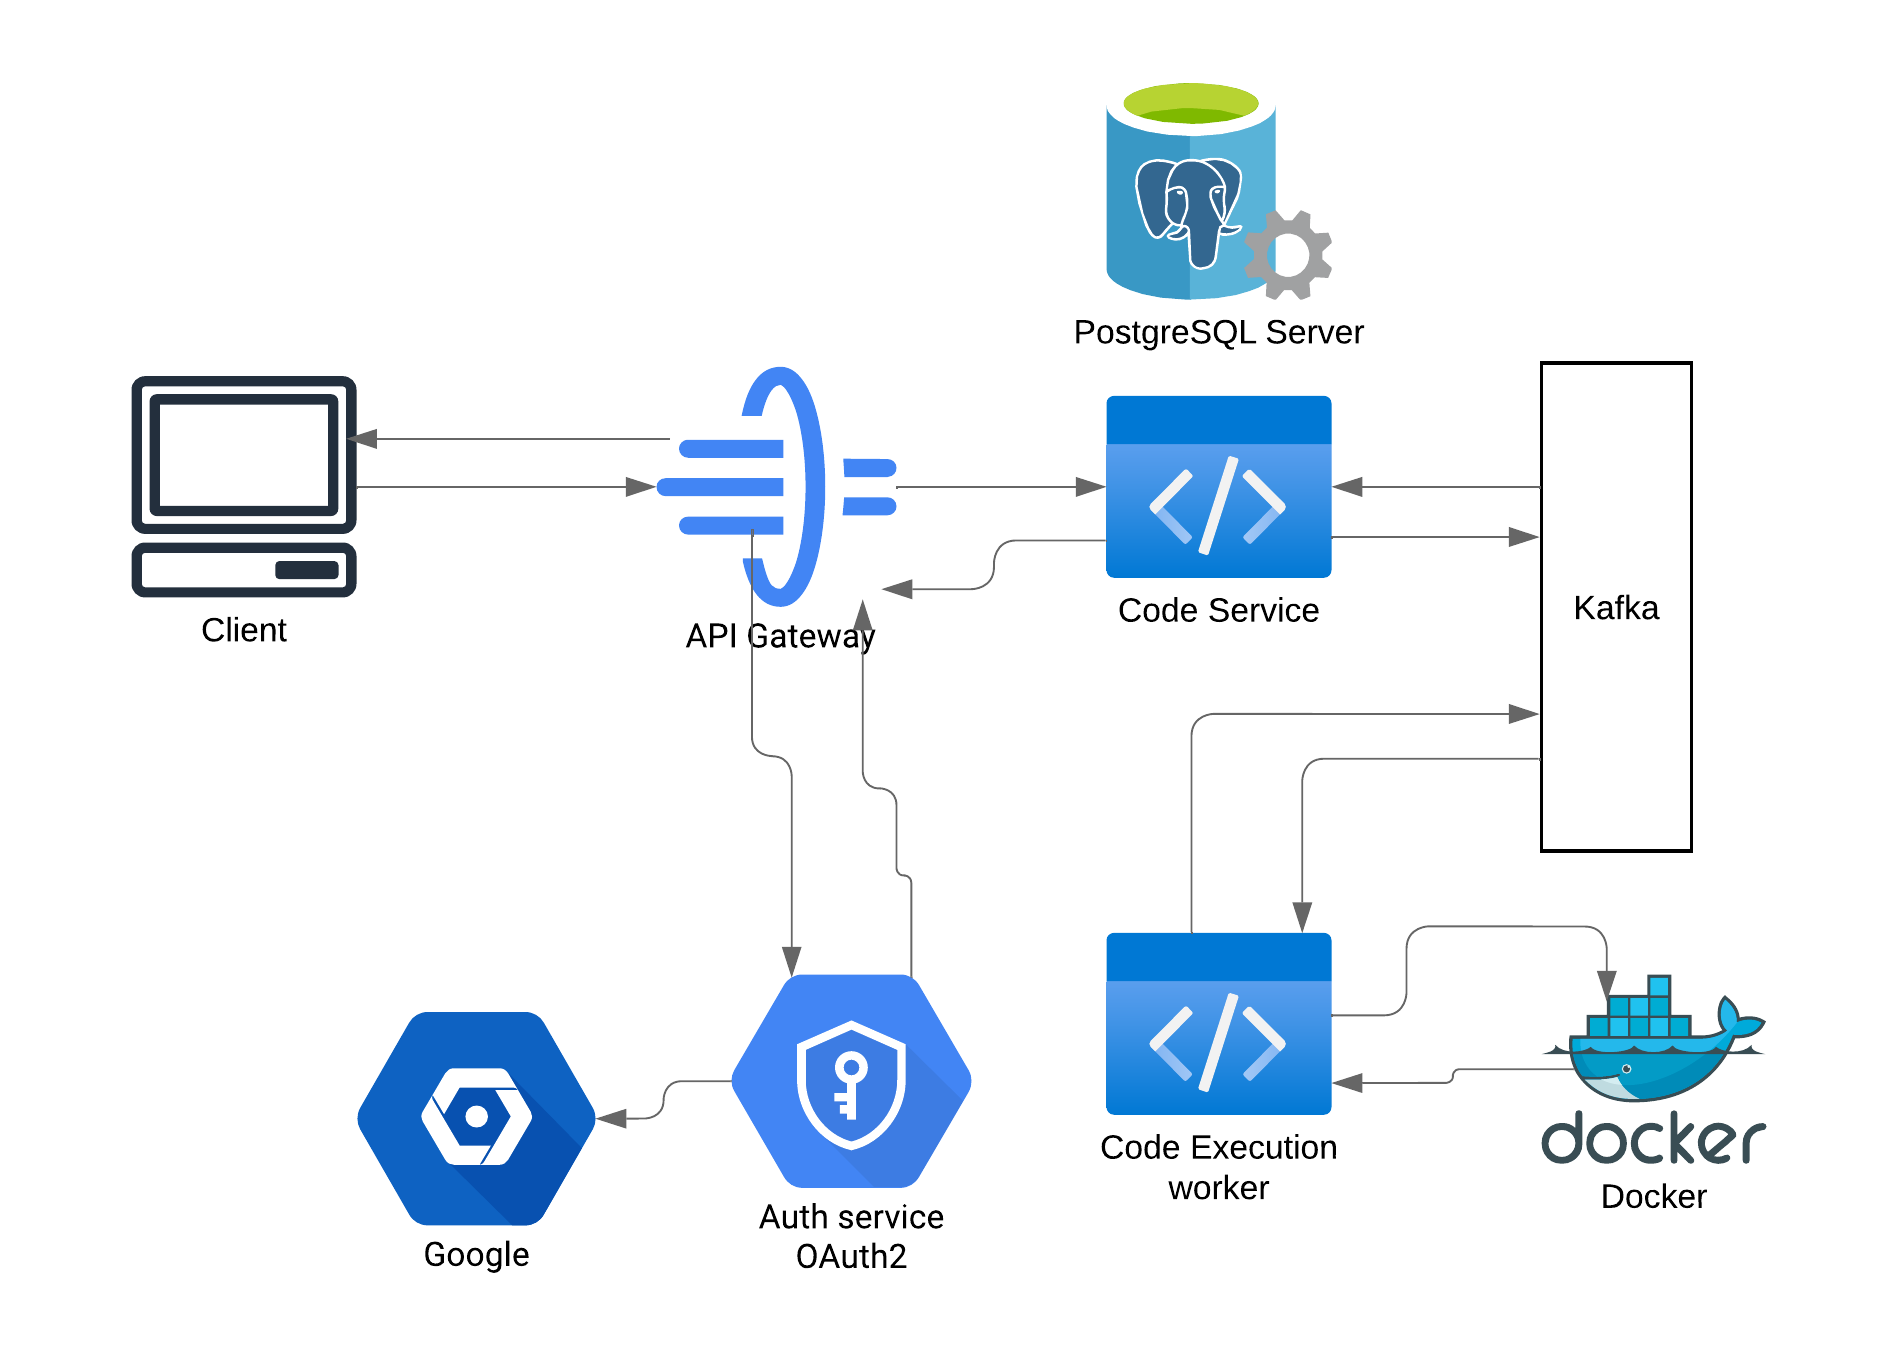 PostgreSQL Server
Client
API Gateway
Code Service
Kafka
Code Execution
worker
docker
Docker
Google
Auth service
OAuth2